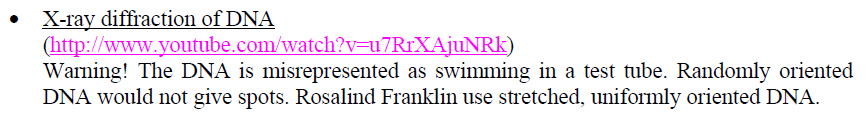 • X-ray diffraction of DNA
(http://www.youtube.com/watch?v=u7RrXAjuNRk)
Warning! The DNA is misrepresented as swimming in a test tube. Randomly oriented
DNA would not give spots. Rosalind Franklin use stretched, uniformly oriented DNA.